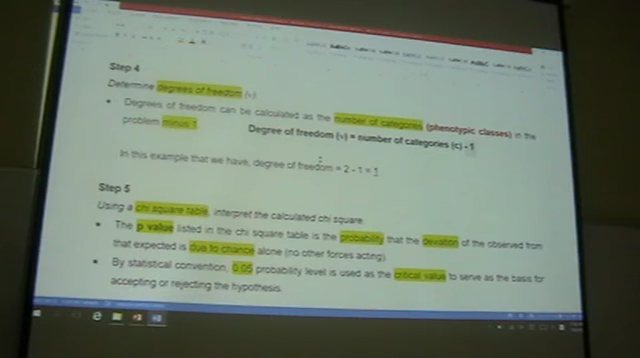 Step 4
Determine degrees of freedom (v)
• Degrees of freedom can be calculated as the number of categories (phenotypic classes) in the
problem minus 1
Degree of freedom (v) = number of categories (c) - 1
In this example that we have, degree of freedom = 2 - 1 = 1
Step 5
Using a chi square table, interpret the calculated chi square
• The p value listed in the chi square table is the probability that the deviation of the observed from
that expected is due to chance alone (no other forces acting).
• By statistical convention, 0.05 probability level is used as the critical value to serve as the basis for
accepting or rejecting the hypothesis.